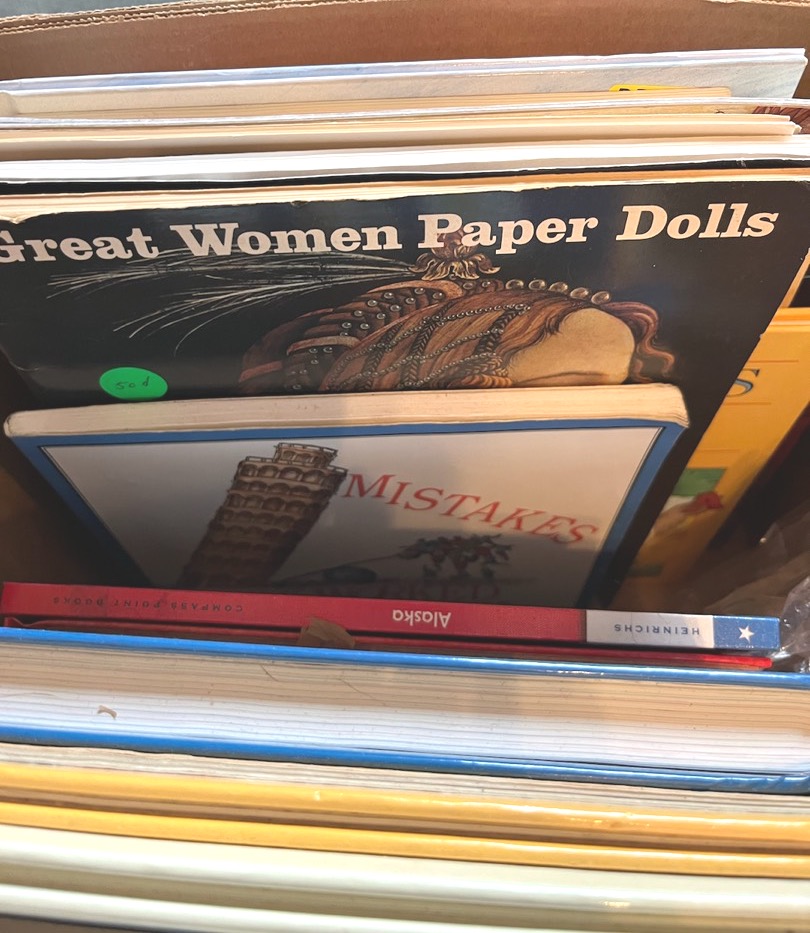 Great Women Paper Dolls
50¢
S
MISTAKES
COMPASS POINT BOOKS
Alaska
HEINRICHS